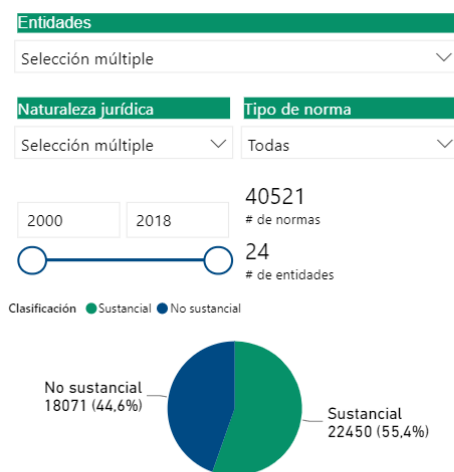 Entidades
Selección múltiple
Naturaleza jurídica Tipo de norma
Selección múltiple Todas
2000 2018
40521
# de normas
24
# de entidades
Clasificación Sustancial No sustancial
No sustancial
18071 (44,6%)
Sustancial
22450 (55,4%)